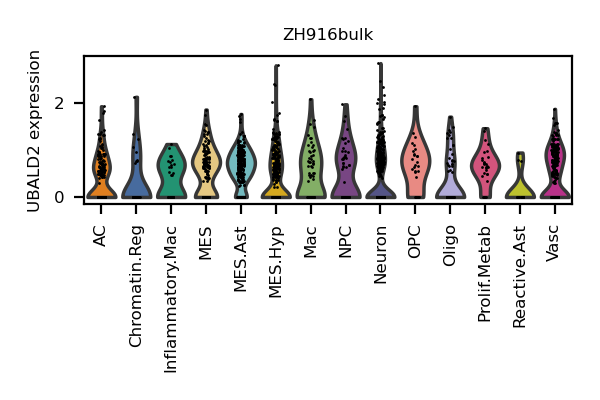 ZH916bulk
UBALD2 expression
2
0
AC
Chromatin.Reg
Inflammatory.Mac
MES
MES.Ast
MES.Hyp
Mac
NPC
Neuron
OPC
Oligo
Prolif.Metab
Reactive.Ast
Vasc